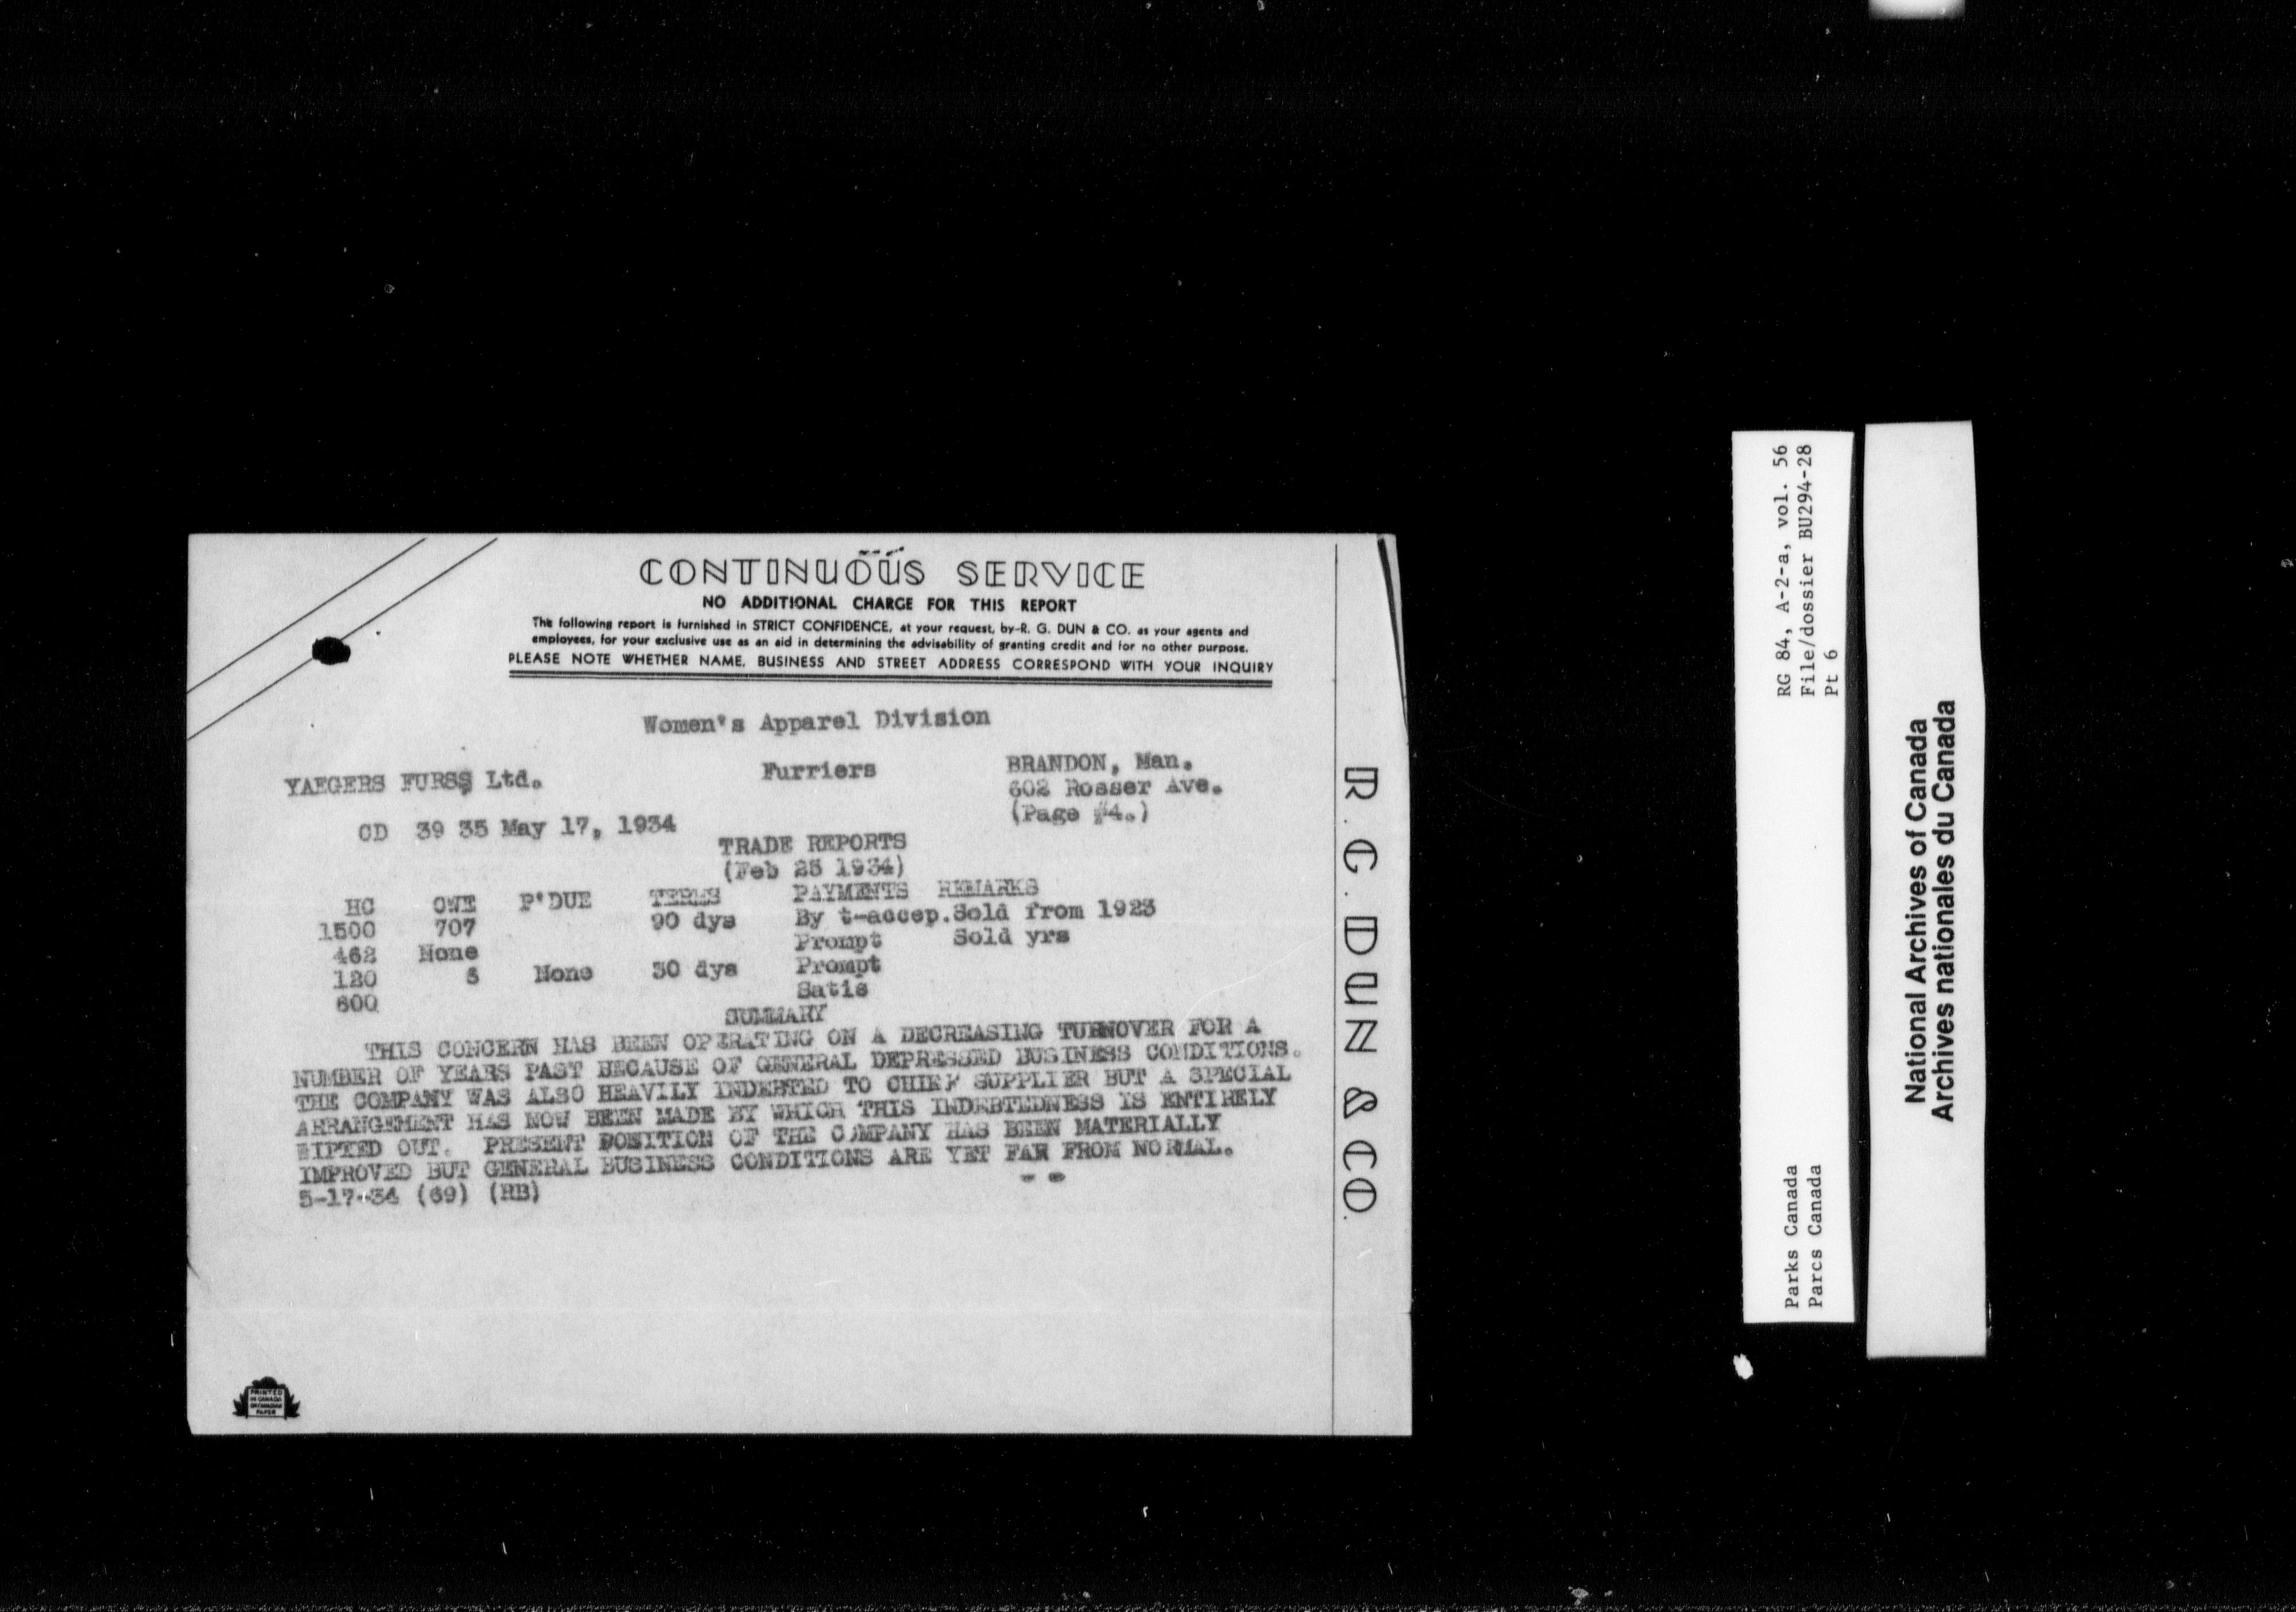 CONTINUOUS SERVICE
NO ADDITIONAL CHARGE FOR THIS REPORT
The following report is furnished in STRICT CONFIDENCE, at your request, by R. G. DUN & CO. as your agents and
employees, for your exclusive use as an aid in determining the advisability of granting credit and for no other purpose.
PLEASE NOTE WHETHER NAME, BUSINESS AND STREET ADDRESS CORRESPOND WITH YOUR INQUIRY
Women's Apparel Division
YAEGERS FURSS Ltd. Furriers BRANDON, Man.
602 Rosser Ave.
(Page #4.)
CD 39 35 May 17, 1934
TRADE REPORTS
(Feb 25 1934)
HC OWE P'DUE TERMS PAYMENTS REMARKS
1500 707 90 dys By t-accep. Sold from 1923
462 None Prompt Sold yrs
120 5 None 30 dys Prompt
600 Satis
SUMMARY
THIS CONCERN HAS BEEN OPERATING ON A DECREASING TURNOVER FOR A
NUMBER OF YEARS PAST BECAUSE OF GENERAL DEPRESSED BUSINESS CONDITIONS.
THE COMPANY WAS ALSO HEAVILY INDEBTED TO CHIEF SUPPLIER BUT A SPECIAL
ARRANGEMENT HAS NOW BEEN MADE BY WHICH THIS INDEBTEDNESS IS ENTIRELY
WIPTED OUT. PRESENT POSITION OF THE COMPANY HAS BEEN MATERIALLY
IMPROVED BUT GENERAL BUSINESS CONDITIONS ARE YET FAR FROM NORMAL.
5-17-34 (69) (RB)
PRINTED
IN CANADA
ON CANADIAN
PAPER
R. G. DUN & CO.
RG 84, A-2-a, vol. 56
File/dossier BU294-28
Pt 6
Parks Canada
Parcs Canada
National Archives of Canada
Archives nationales du Canada